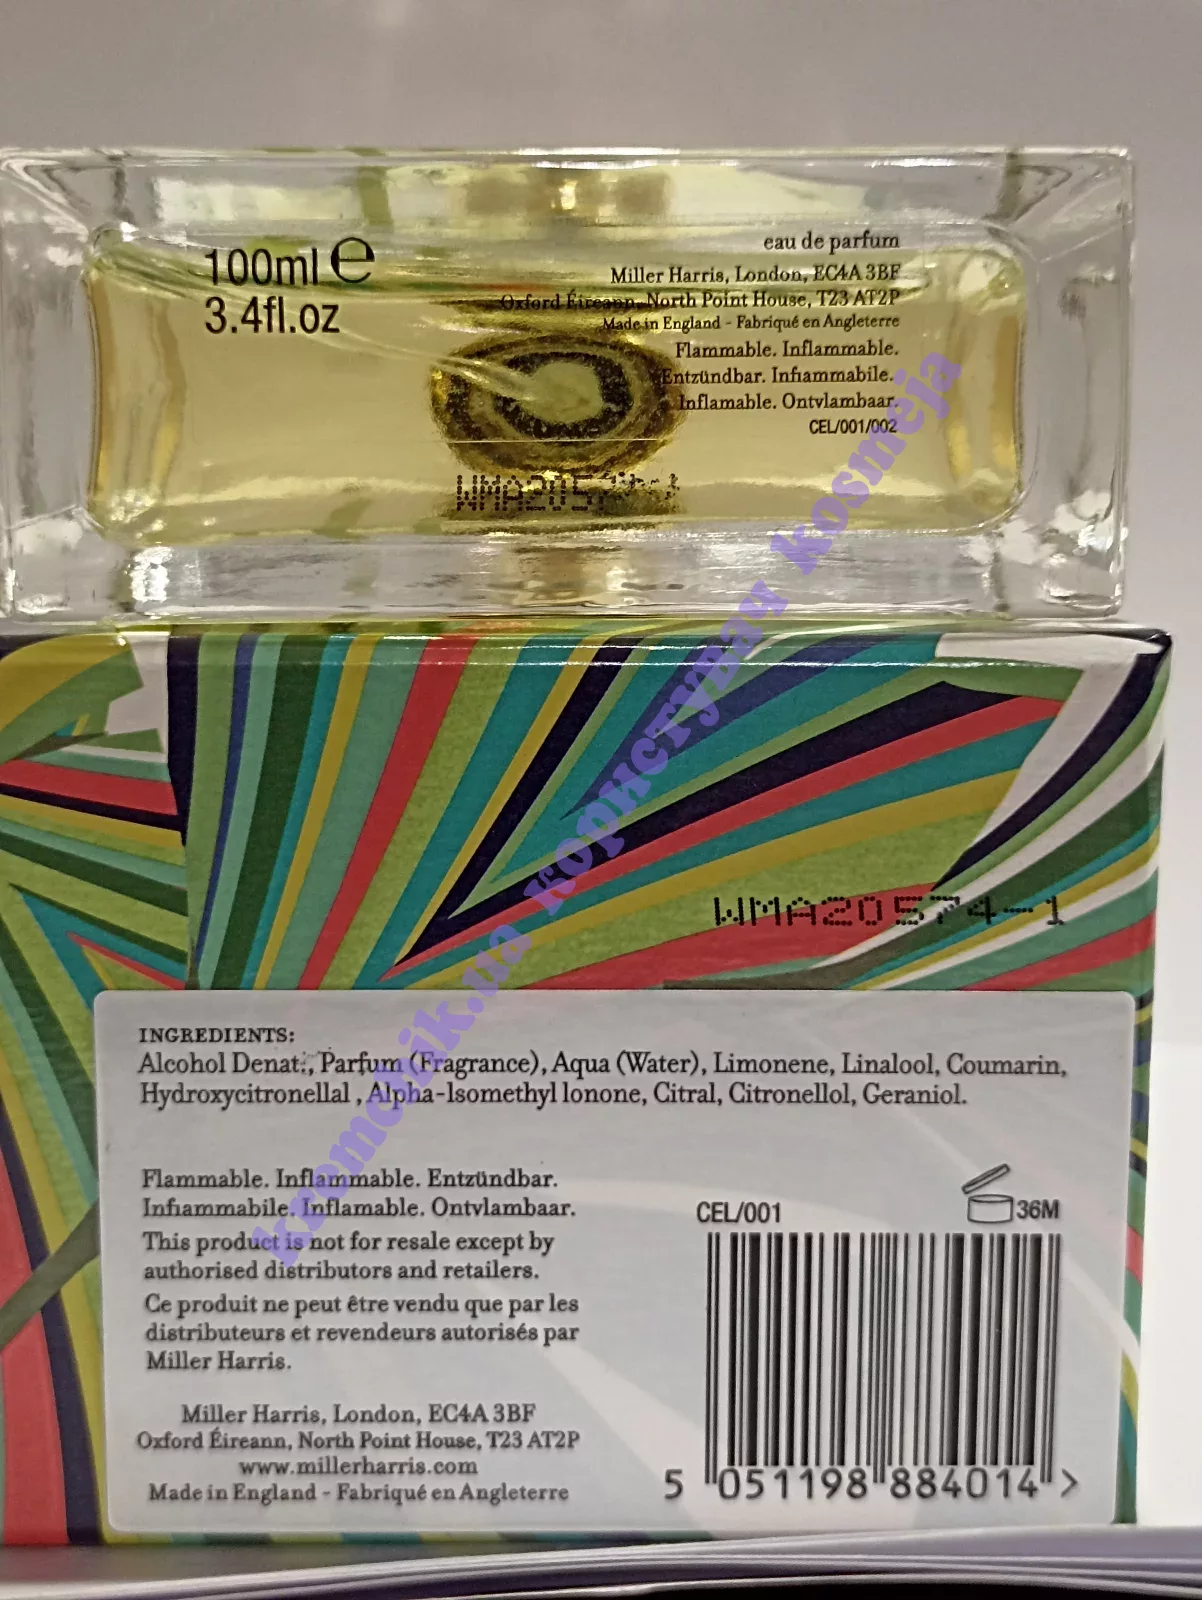 100ml e
3.4fl.oz
eau de parfum
Miller Harris, London, EC4A 3BF
Oxford Éireann, North Point House, T23 AT2P
Made in England - Fabriqué en Angleterre
Flammable. Inflammable.
Entzündbar. Infiammabile.
Inflamable. Ontvlambaar.
CEL/001/002
WMA2057
WMA20574-1
INGREDIENTS:
Alcohol Denat., Parfum (Fragrance), Aqua (Water), Limonene, Linalool, Coumarin,
Hydroxycitronellal , Alpha-Isomethyl Ionone, Citral, Citronellol, Geraniol.
Flammable. Inflammable. Entzündbar.
Infiammabile. Inflamable. Ontvlambaar.
This product is not for resale except by
authorised distributors and retailers.
Ce produit ne peut être vendu que par les
distributeurs et revendeurs autorisés par
Miller Harris.
Miller Harris, London, EC4A 3BF
Oxford Éireann, North Point House, T23 AT2P
www.millerharris.com
Made in England - Fabriqué en Angleterre
CEL/001
36M
5 051198 884014 >
kremchik.ua користувач kosmeja